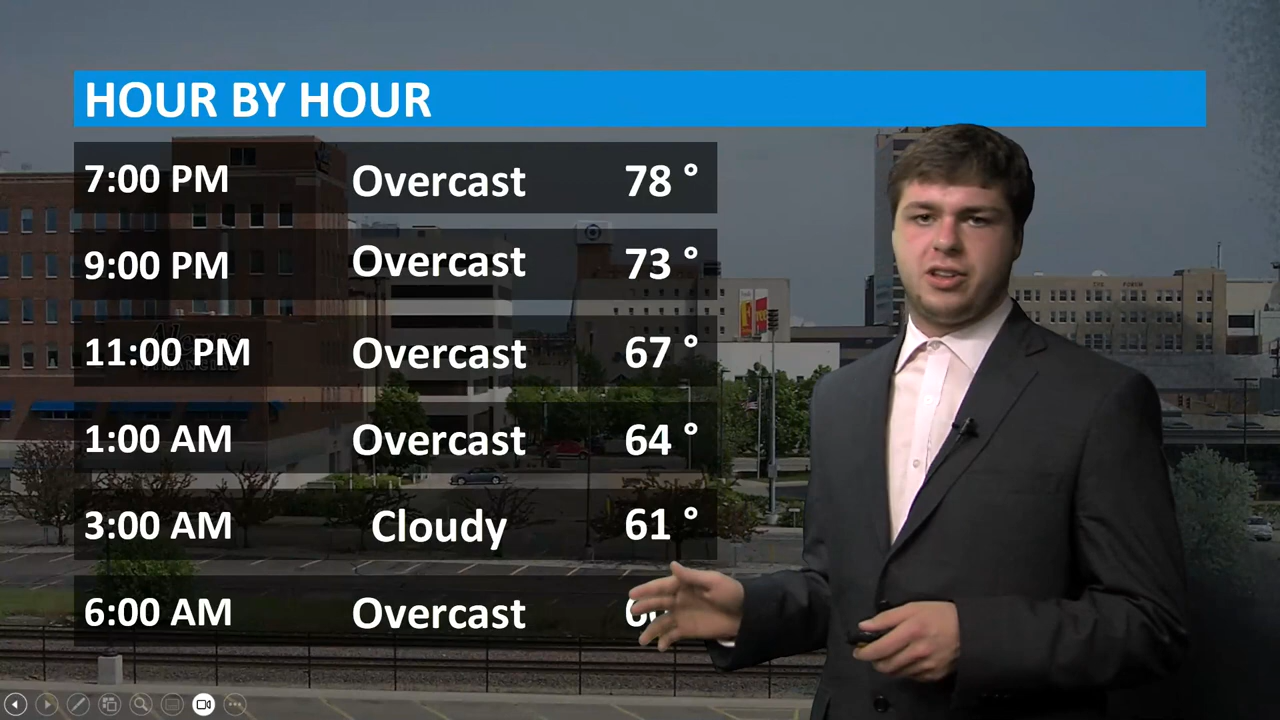 HOUR BY HOUR
7:00 PM Overcast 78 °
9:00 PM Overcast 73 °
11:00 PM Overcast 67 °
1:00 AM Overcast 64 °
3:00 AM Cloudy 61 °
6:00 AM Overcast